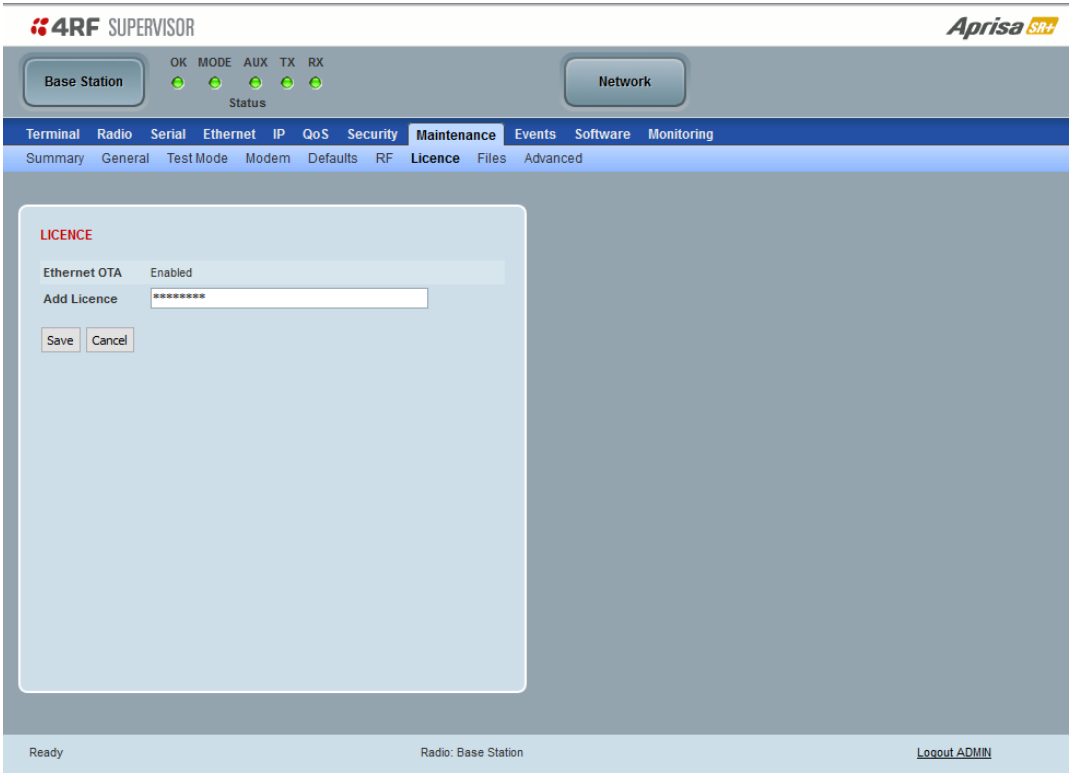 4RF SUPERVISOR
Aprisa SR+
Base Station
OK MODE AUX TX RX
Status
Network
Terminal Radio Serial Ethernet IP QoS Security Maintenance Events Software Monitoring
Summary General Test Mode Modem Defaults RF Licence Files Advanced
LICENCE
Ethernet OTA Enabled
Add Licence ********
Save Cancel
Ready Radio: Base Station Logout ADMIN